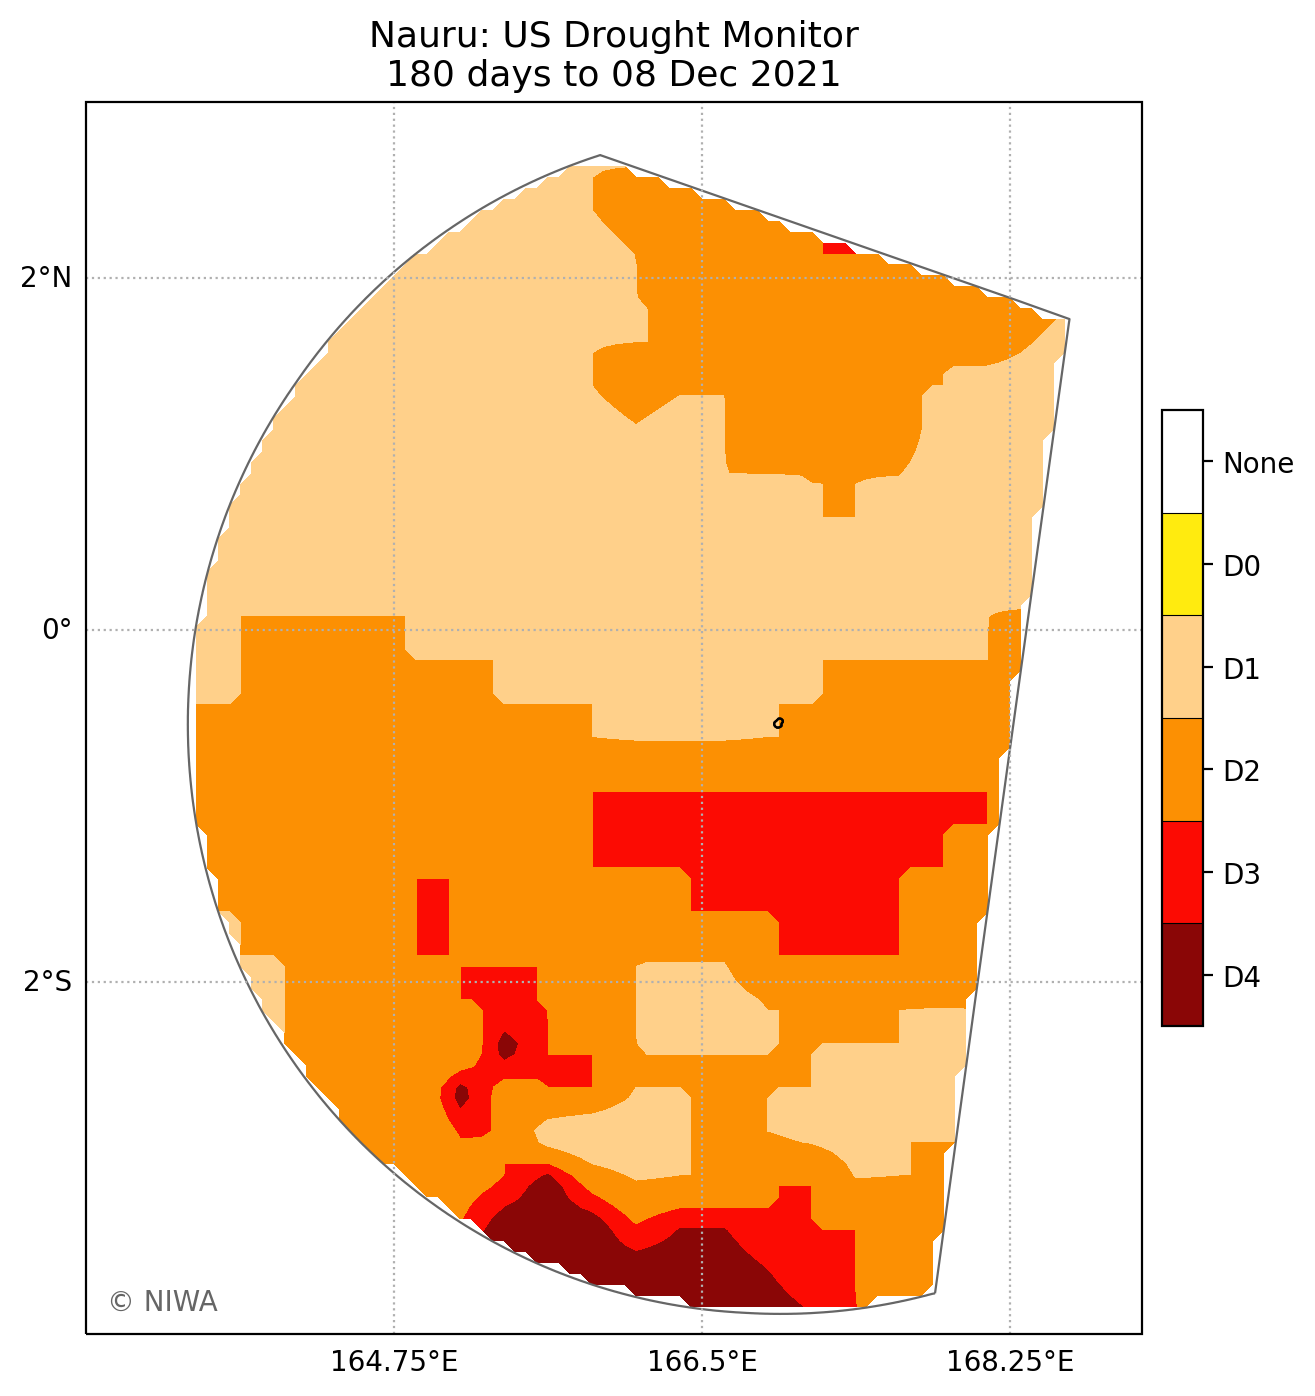 Nauru: US Drought Monitor
180 days to 08 Dec 2021
2°N
0°
2°S
164.75°E
166.5°E
168.25°E
None
D0
D1
D2
D3
D4
© NIWA